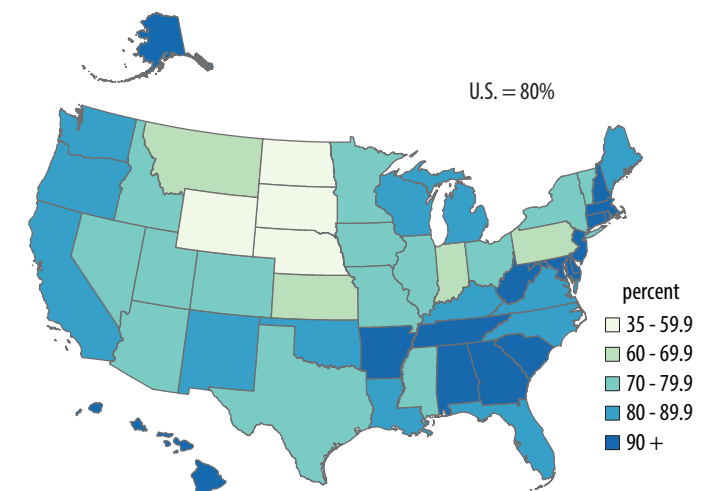 U.S. = 80%
percent
35 - 59.9
60 - 69.9
70 - 79.9
80 - 89.9
90 +